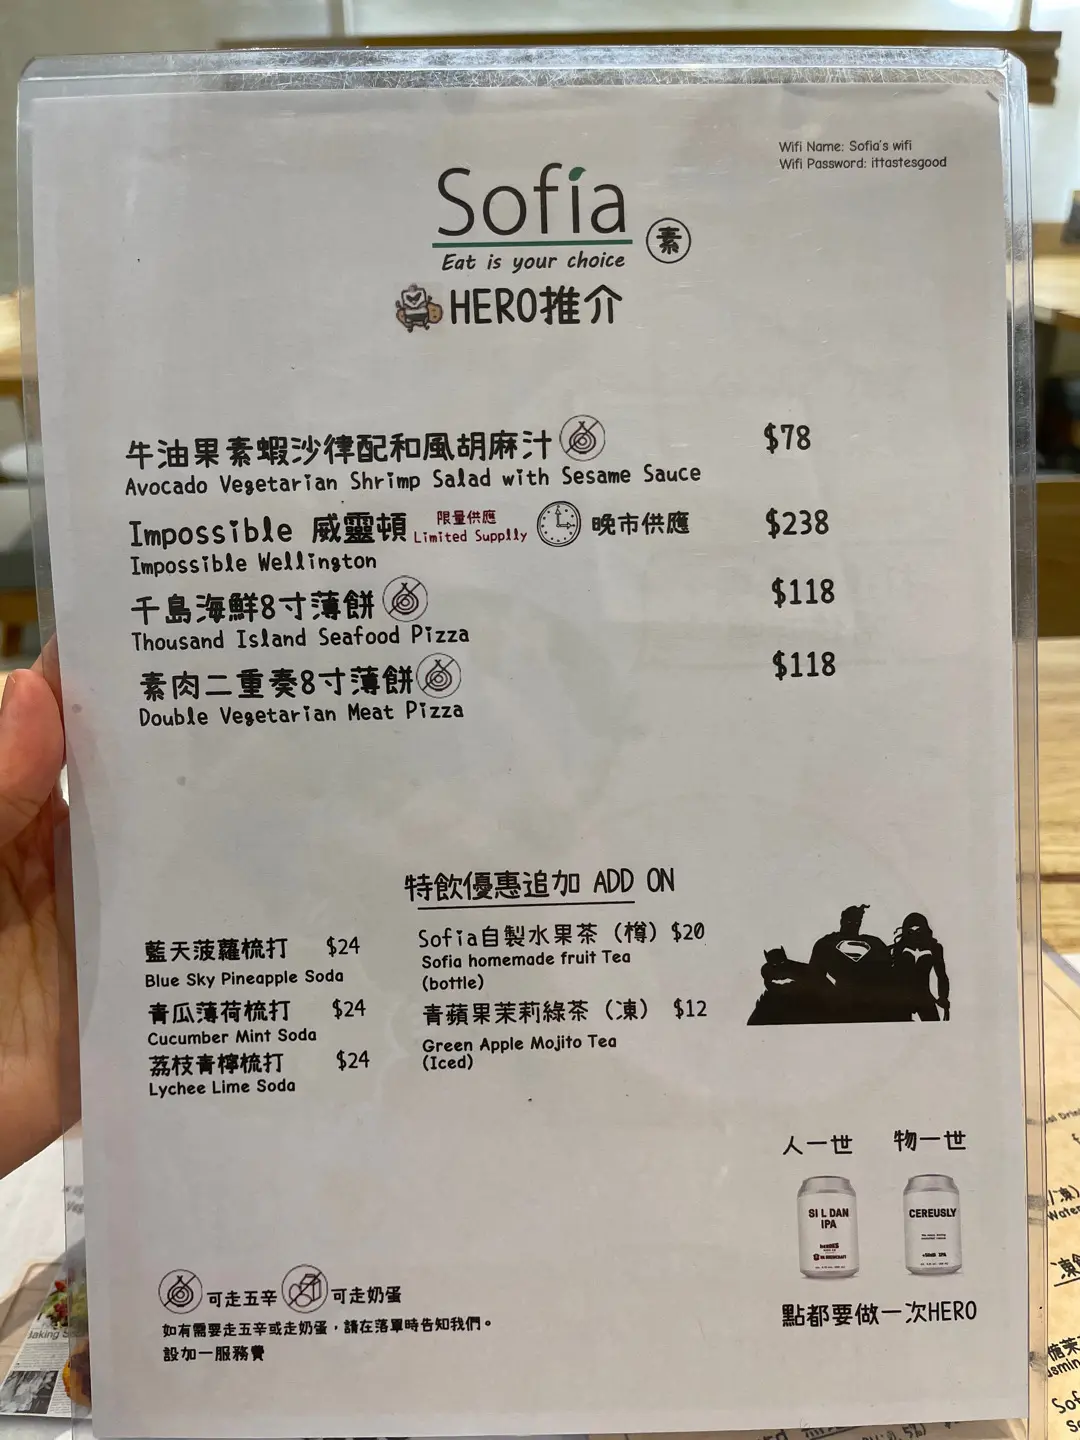 Wifi Name: Sofia's wifi
Wifi Password: ittastesgood
Sofia
素
Eat is your choice
HERO推介
牛油果素蝦沙律配和風胡麻汁 $78
Avocado Vegetarian Shrimp Salad with Sesame Sauce
Impossible 威靈頓 限量供應 Limited Supplly 晚市供應 $238
Impossible Wellington
千島海鮮8寸薄餅 $118
Thousand Island Seafood Pizza
素肉二重奏8寸薄餅 $118
Double Vegetarian Meat Pizza
特飲優惠追加 ADD ON
藍天菠蘿梳打 $24
Blue Sky Pineapple Soda
青瓜薄荷梳打 $24
Cucumber Mint Soda
荔枝青檸梳打 $24
Lychee Lime Soda
Sofia自製水果茶（樽）$20
Sofia homemade fruit Tea
(bottle)
青蘋果茉莉綠茶（凍） $12
Green Apple Mojito Tea
(Iced)
人一世 物一世
SI L DAN
IPA
CEREUSLY
點都要做一次HERO
可走五辛 可走奶蛋
如有需要走五辛或走奶蛋，請在落單時告知我們。
設加一服務費